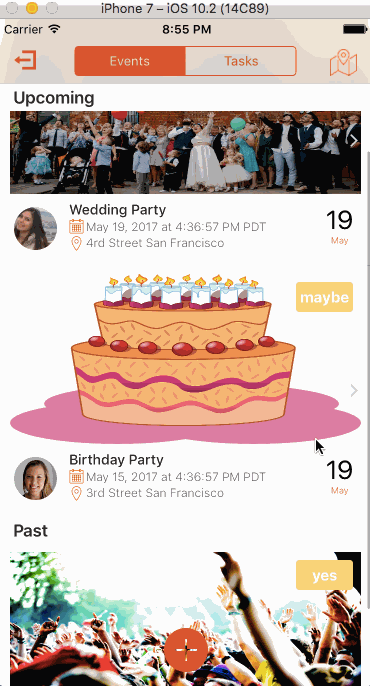 iPhone 7 – iOS 10.2 (14C89)
Carrier 8:55 PM
Events Tasks
Upcoming
Wedding Party
May 19, 2017 at 4:36:57 PM PDT
4rd Street San Francisco
19
May
maybe
Birthday Party
May 15, 2017 at 4:36:57 PM PDT
3rd Street San Francisco
19
May
Past
yes